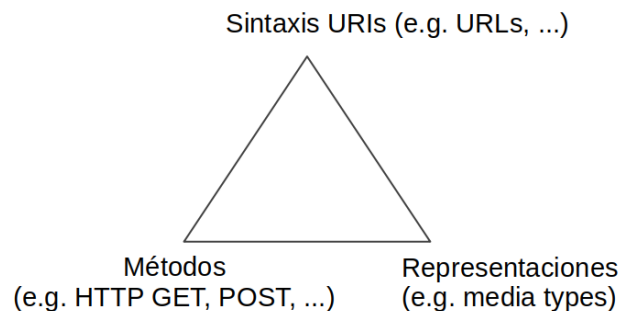 Sintaxis URIs (e.g. URLs, ...)
Métodos
(e.g. HTTP GET, POST, ...)
Representaciones
(e.g. media types)